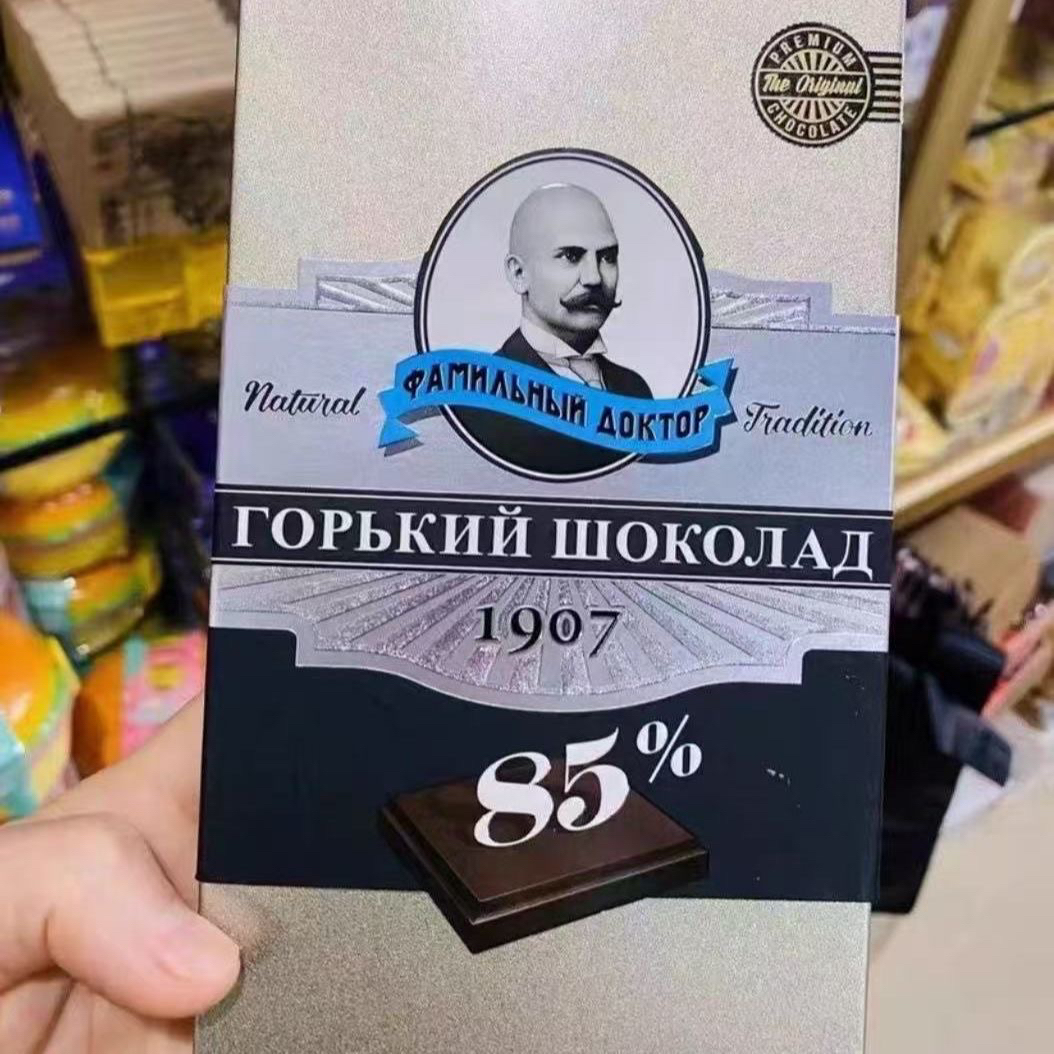 PREMIUM
The Original
CHOCOLATE
Natural
ФАМИЛЬНЫЙ ДОКТОР
Tradition
ГОРЬКИЙ ШОКОЛАД
1907
85%